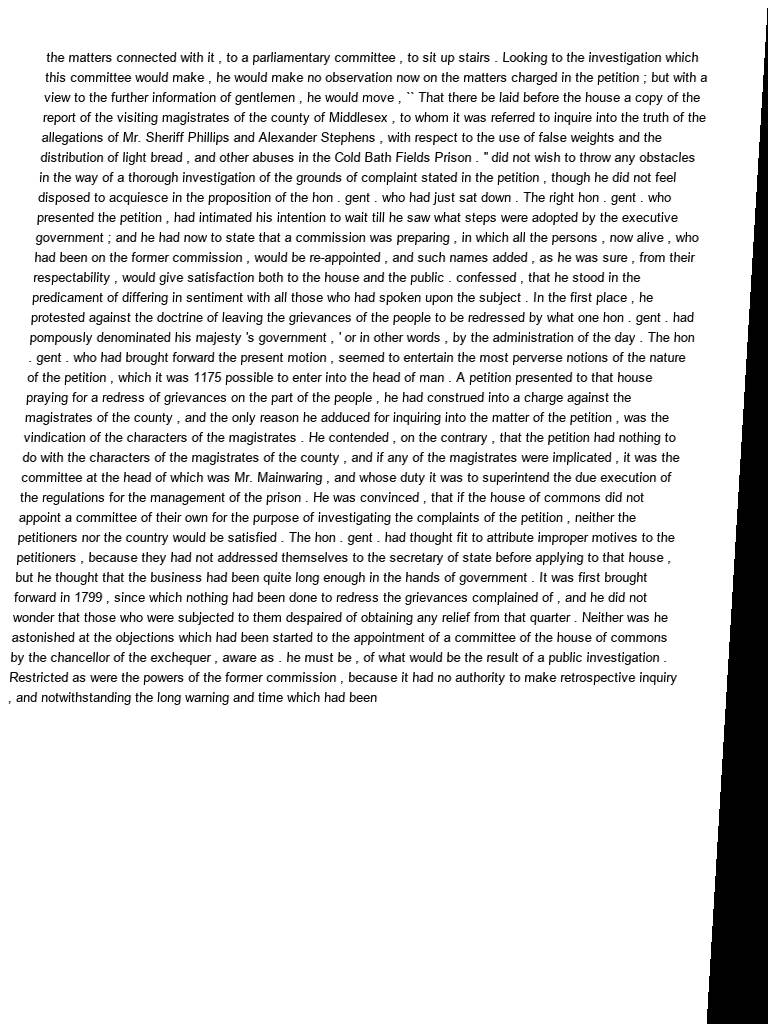 the matters connected with it , to a parliamentary committee , to sit up stairs . Looking to the investigation which
this committee would make , he would make no observation now on the matters charged in the petition ; but with a
view to the further information of gentlemen , he would move , `` That there be laid before the house a copy of the
report of the visiting magistrates of the county of Middlesex , to whom it was referred to inquire into the truth of the
allegations of Mr. Sheriff Phillips and Alexander Stephens , with respect to the use of false weights and the
distribution of light bread , and other abuses in the Cold Bath Fields Prison . " did not wish to throw any obstacles
in the way of a thorough investigation of the grounds of complaint stated in the petition , though he did not feel
disposed to acquiesce in the proposition of the hon . gent . who had just sat down . The right hon . gent . who
presented the petition , had intimated his intention to wait till he saw what steps were adopted by the executive
government ; and he had now to state that a commission was preparing , in which all the persons , now alive , who
had been on the former commission , would be re-appointed , and such names added , as he was sure , from their
respectability , would give satisfaction both to the house and the public . confessed , that he stood in the
predicament of differing in sentiment with all those who had spoken upon the subject . In the first place , he
protested against the doctrine of leaving the grievances of the people to be redressed by what one hon . gent . had
pompously denominated his majesty 's government , ' or in other words , by the administration of the day . The hon
. gent . who had brought forward the present motion , seemed to entertain the most perverse notions of the nature
of the petition , which it was 1175 possible to enter into the head of man . A petition presented to that house
praying for a redress of grievances on the part of the people , he had construed into a charge against the
magistrates of the county , and the only reason he adduced for inquiring into the matter of the petition , was the
vindication of the characters of the magistrates . He contended , on the contrary , that the petition had nothing to
do with the characters of the magistrates of the county , and if any of the magistrates were implicated , it was the
committee at the head of which was Mr. Mainwaring , and whose duty it was to superintend the due execution of
the regulations for the management of the prison . He was convinced , that if the house of commons did not
appoint a committee of their own for the purpose of investigating the complaints of the petition , neither the
petitioners nor the country would be satisfied . The hon . gent . had thought fit to attribute improper motives to the
petitioners , because they had not addressed themselves to the secretary of state before applying to that house ,
but he thought that the business had been quite long enough in the hands of government . It was first brought
forward in 1799 , since which nothing had been done to redress the grievances complained of , and he did not
wonder that those who were subjected to them despaired of obtaining any relief from that quarter . Neither was he
astonished at the objections which had been started to the appointment of a committee of the house of commons
by the chancellor of the exchequer , aware as . he must be , of what would be the result of a public investigation .
Restricted as were the powers of the former commission , because it had no authority to make retrospective inquiry
, and notwithstanding the long warning and time which had been